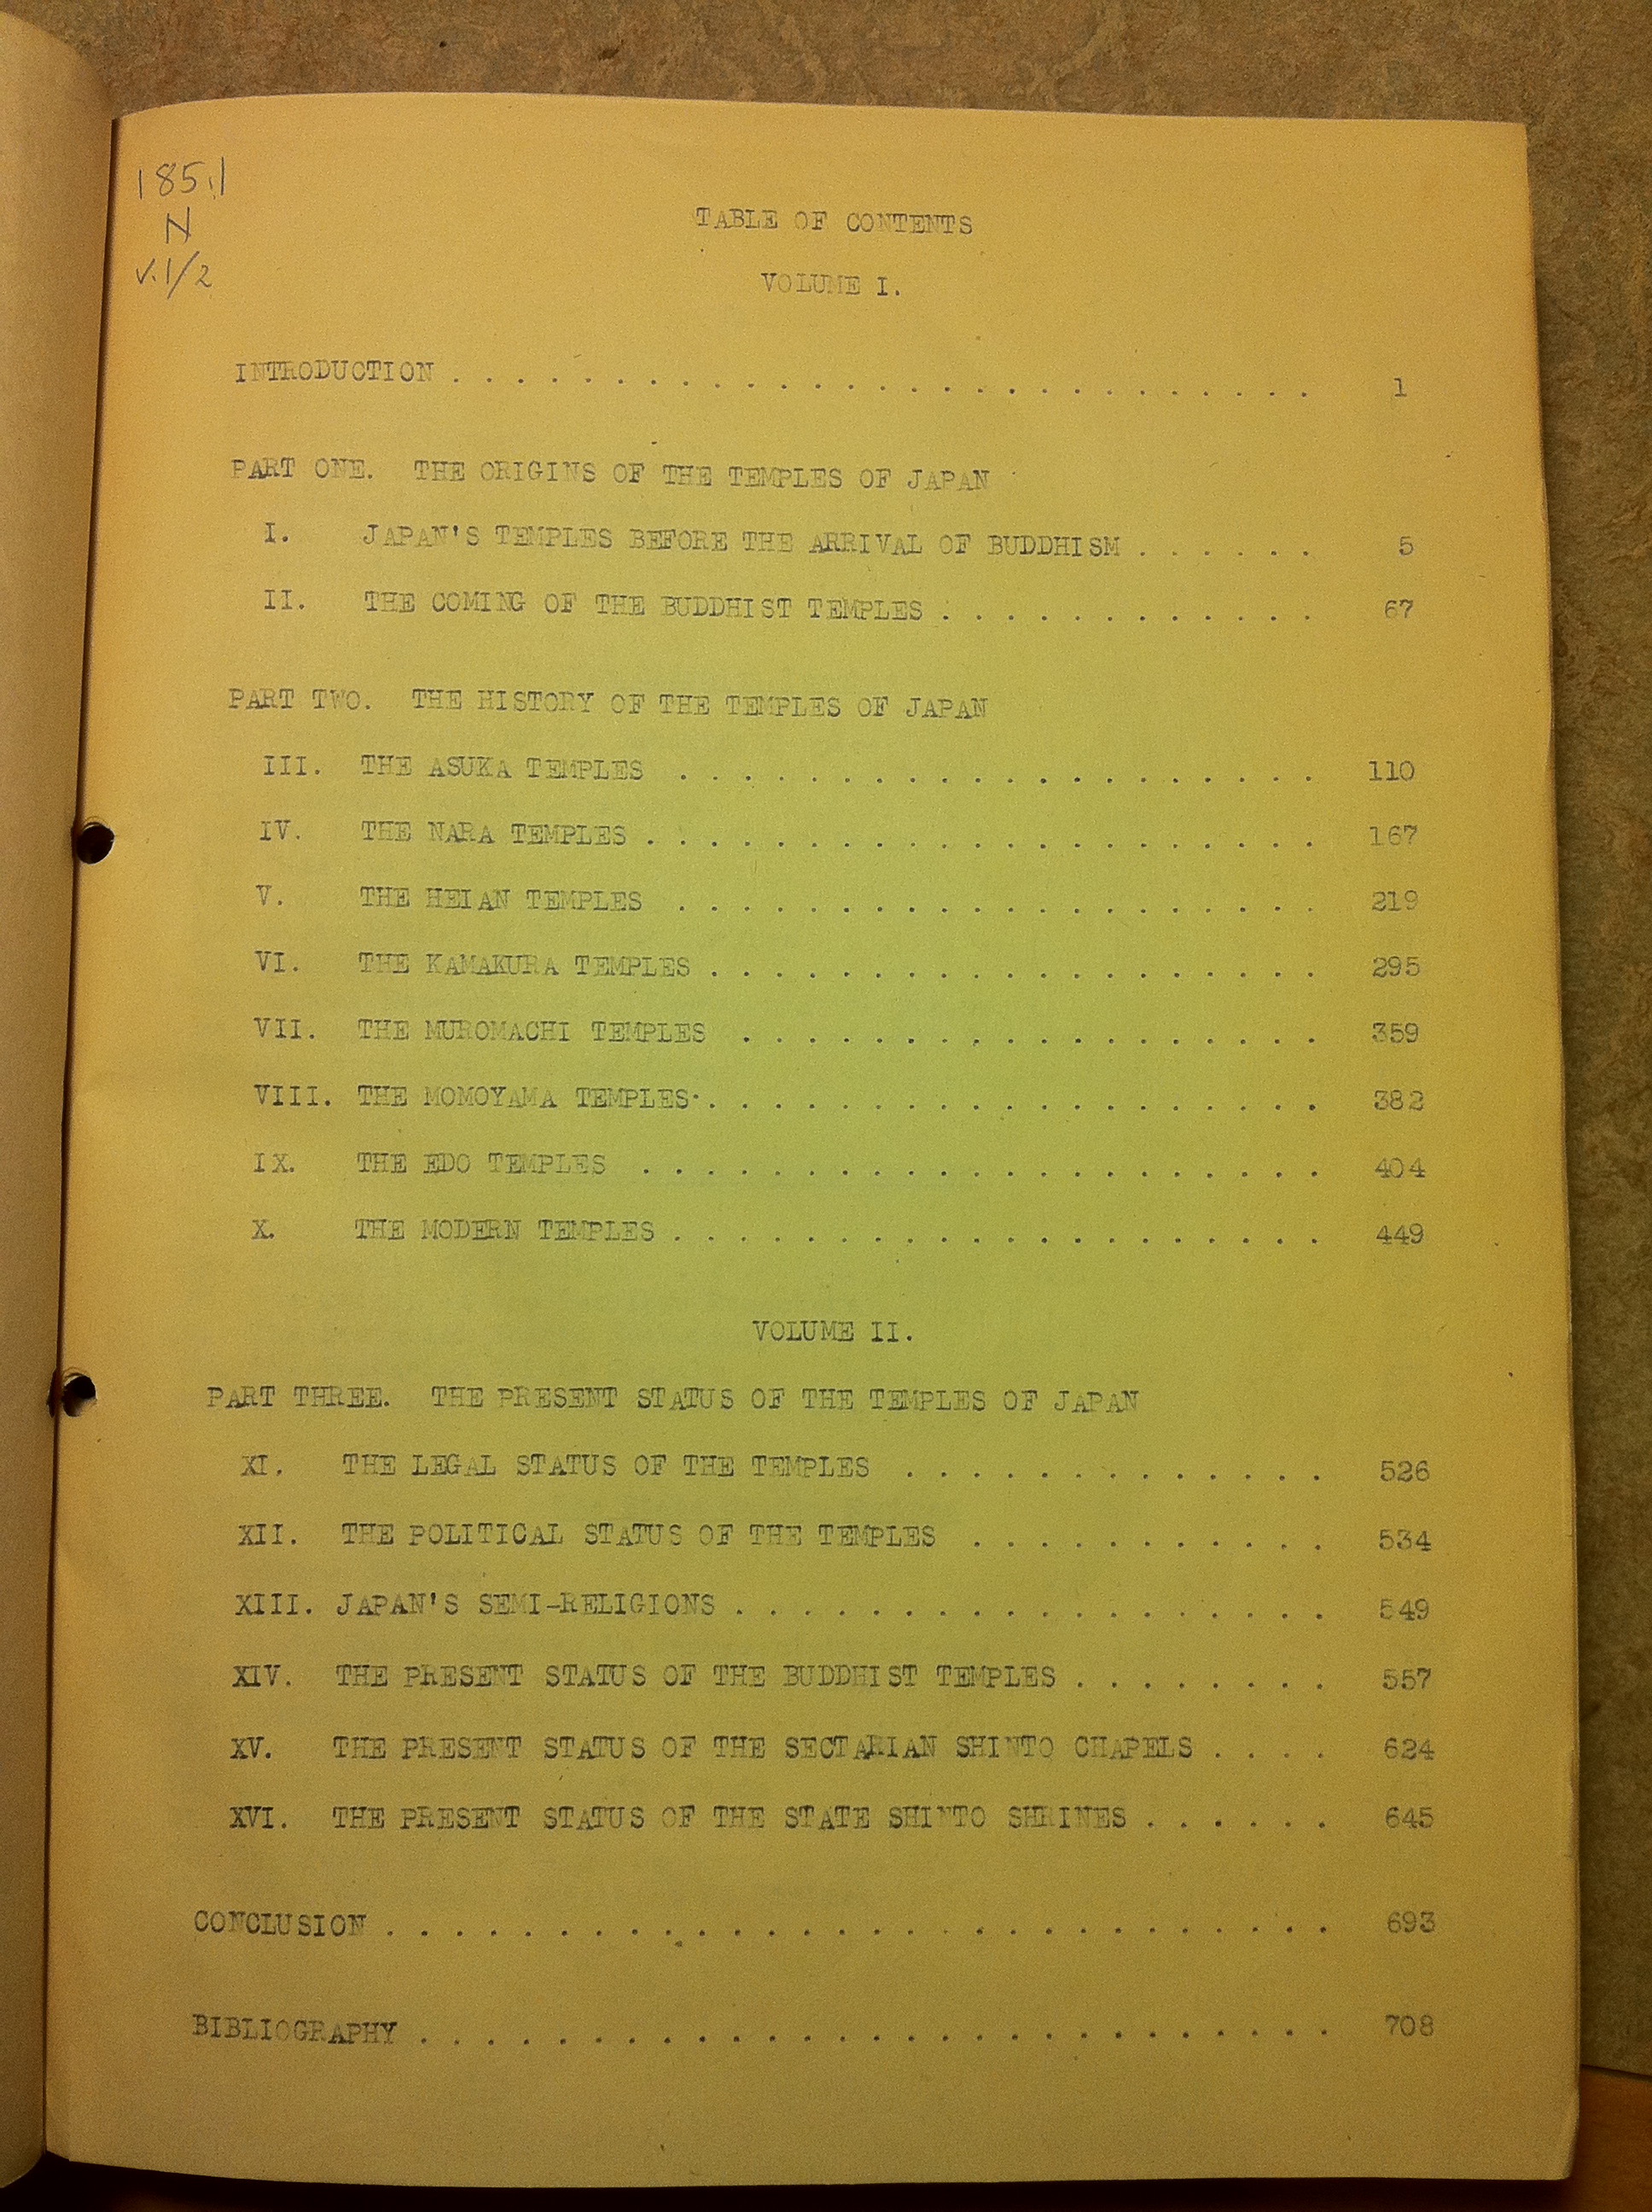 185.1
N
v.1/2
TABLE OF CONTENTS
VOLUME I.
INTRODUCTION . . . . . . . . . . . . . . . . . . . . . . . . . . . 1
PART ONE. THE ORIGINS OF THE TEMPLES OF JAPAN
I. JAPAN'S TEMPLES BEFORE THE ARRIVAL OF BUDDHISM . . . . . . 5
II. THE COMING OF THE BUDDHIST TEMPLES . . . . . . . . . . . . 67
PART TWO. THE HISTORY OF THE TEMPLES OF JAPAN
III. THE ASUKA TEMPLES . . . . . . . . . . . . . . . . . . . . 110
IV. THE NARA TEMPLES . . . . . . . . . . . . . . . . . . . . . 167
V. THE HEIAN TEMPLES . . . . . . . . . . . . . . . . . . . . 219
VI. THE KAMAKURA TEMPLES . . . . . . . . . . . . . . . . . . . 295
VII. THE MUROMACHI TEMPLES . . . . . . . . . . . . . . . . . . 359
VIII. THE MOMOYAMA TEMPLES . . . . . . . . . . . . . . . . . . . 382
IX. THE EDO TEMPLES . . . . . . . . . . . . . . . . . . . . . 404
X. THE MODERN TEMPLES . . . . . . . . . . . . . . . . . . . . 449
VOLUME II.
PART THREE. THE PRESENT STATUS OF THE TEMPLES OF JAPAN
XI. THE LEGAL STATUS OF THE TEMPLES . . . . . . . . . . . . . 526
XII. THE POLITICAL STATUS OF THE TEMPLES . . . . . . . . . . . 534
XIII. JAPAN'S SEMI-RELIGIONS . . . . . . . . . . . . . . . . . . 549
XIV. THE PRESENT STATUS OF THE BUDDHIST TEMPLES . . . . . . . . 557
XV. THE PRESENT STATUS OF THE SECTARIAN SHINTO CHAPELS . . . . 624
XVI. THE PRESENT STATUS OF THE STATE SHINTO SHRINES . . . . . . 645
CONCLUSION . . . . . . . . . . . . . . . . . . . . . . . . . . . . 693
BIBLIOGRAPHY . . . . . . . . . . . . . . . . . . . . . . . . . . . 708